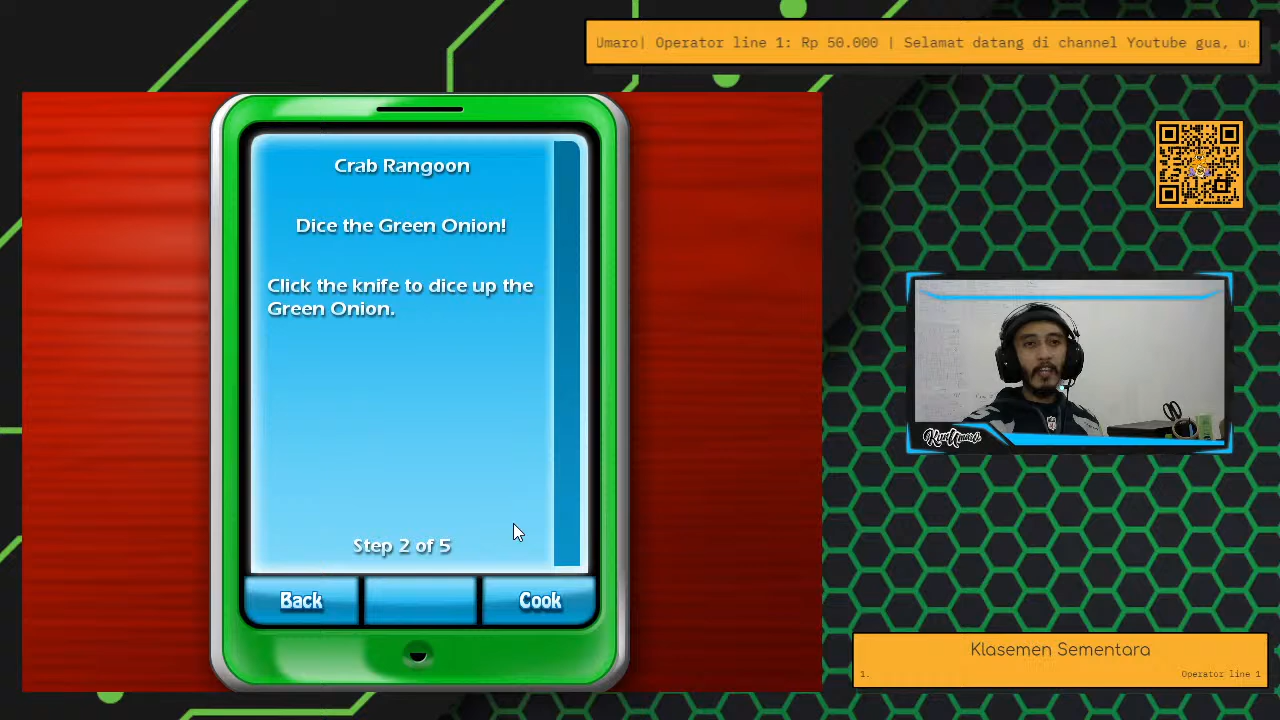 Umaro| Operator line 1: Rp 50.000 | Selamat datang di channel Youtube gua,
Crab Rangoon
Dice the Green Onion!
Click the knife to dice up the
Green Onion.
Step 2 of 5
Back
Cook
Klasemen Sementara
1.
Operator line 1